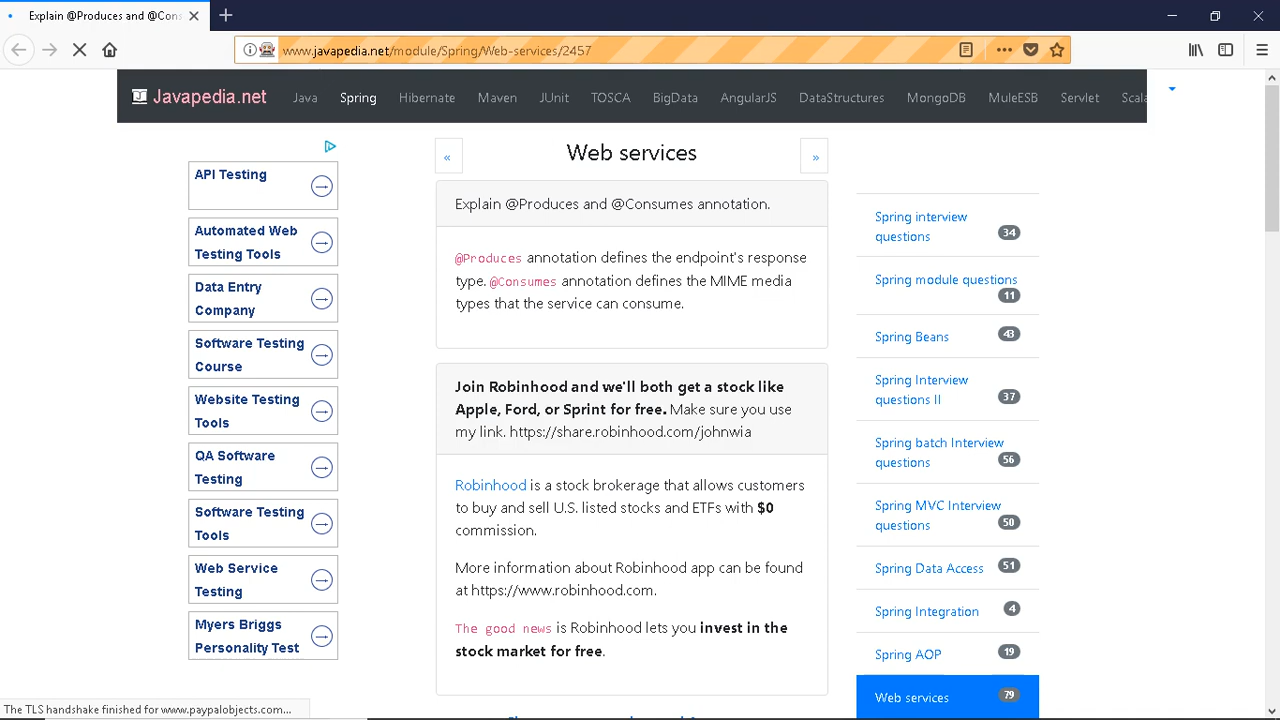 Explain @Produces and @Cons
www.javapedia.net/module/Spring/Web-services/2457
Javapedia.net Java Spring Hibernate Maven JUnit TOSCA BigData AngularJS DataStructures MongoDB MuleESB Servlet Scala
API Testing
Automated Web
Testing Tools
Data Entry
Company
Software Testing
Course
Website Testing
Tools
QA Software
Testing
Software Testing
Tools
Web Service
Testing
Myers Briggs
Personality Test
« Web services »
Explain @Produces and @Consumes annotation.
@Produces annotation defines the endpoint's response
type. @Consumes annotation defines the MIME media
types that the service can consume.
Join Robinhood and we'll both get a stock like
Apple, Ford, or Sprint for free. Make sure you use
my link. https://share.robinhood.com/johnwia
Robinhood is a stock brokerage that allows customers
to buy and sell U.S. listed stocks and ETFs with $0
commission.
More information about Robinhood app can be found
at https://www.robinhood.com.
The good news is Robinhood lets you invest in the
stock market for free.
Spring interview
questions 34
Spring module questions
11
Spring Beans 43
Spring Interview
questions II 37
Spring batch Interview
questions 56
Spring MVC Interview
questions 50
Spring Data Access 51
Spring Integration 4
Spring AOP 19
Web services 79
The TLS handshake finished for www.paypalobjects.com...